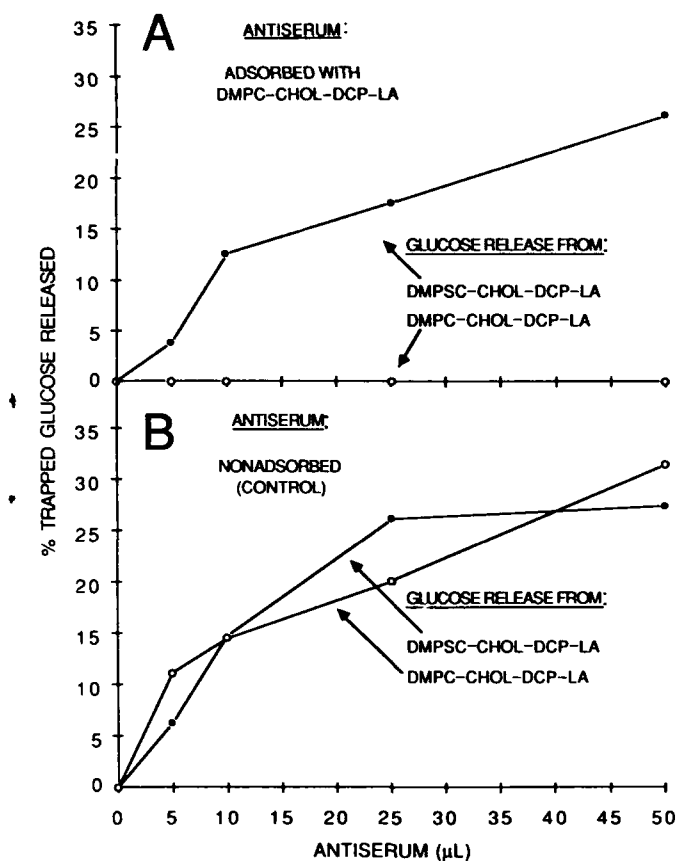 A
ANTISERUM:
ADSORBED WITH
DMPC-CHOL-DCP-LA
35
30
25
20
15
10
5
0
GLUCOSE RELEASE FROM:
DMPSC-CHOL-DCP-LA
DMPC-CHOL-DCP-LA
% TRAPPED GLUCOSE RELEASED
B
ANTISERUM:
NONADSORBED
(CONTROL)
35
30
25
20
15
10
5
0
GLUCOSE RELEASE FROM:
DMPSC-CHOL-DCP-LA
DMPC-CHOL-DCP-LA
0 5 10 15 20 25 30 35 40 45 50
ANTISERUM (μL)